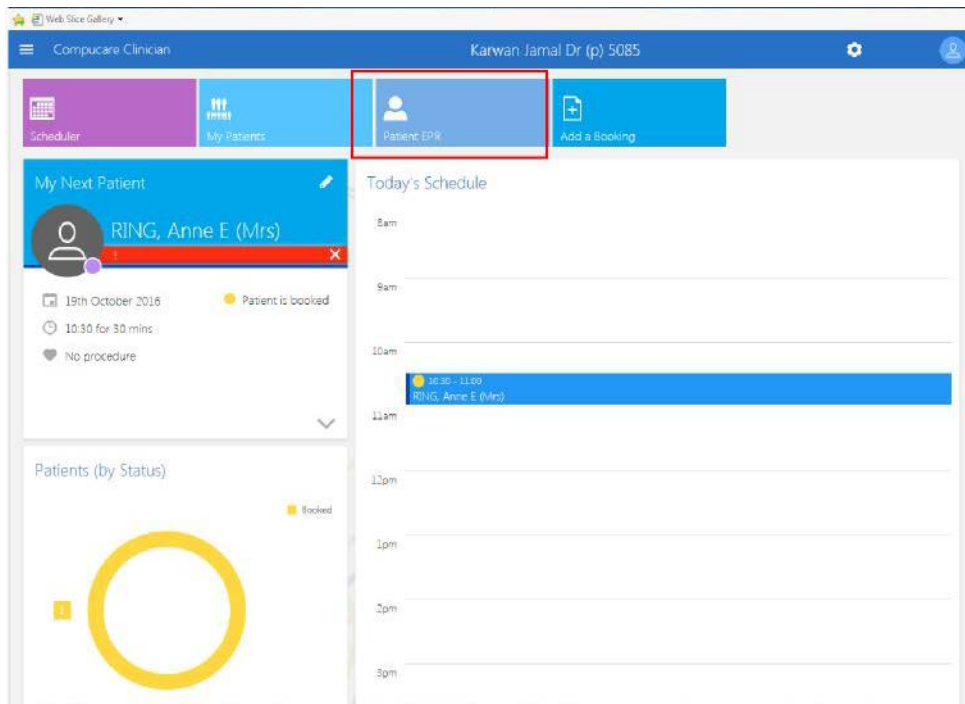 Web Slice Gallery
Compucare Clinician
Karwan Jamal Dr (p) 5085
Scheduler
My Patients
Patient EPR
Add a Booking
My Next Patient
RING, Anne E (Mrs)
!
19th October 2016
Patient is booked
10:30 for 30 mins
No procedure
Patients (by Status)
Booked
1
Today's Schedule
8am
9am
10am
10:30 - 11:00
RING, Anne E (Mrs)
11am
12pm
1pm
2pm
3pm